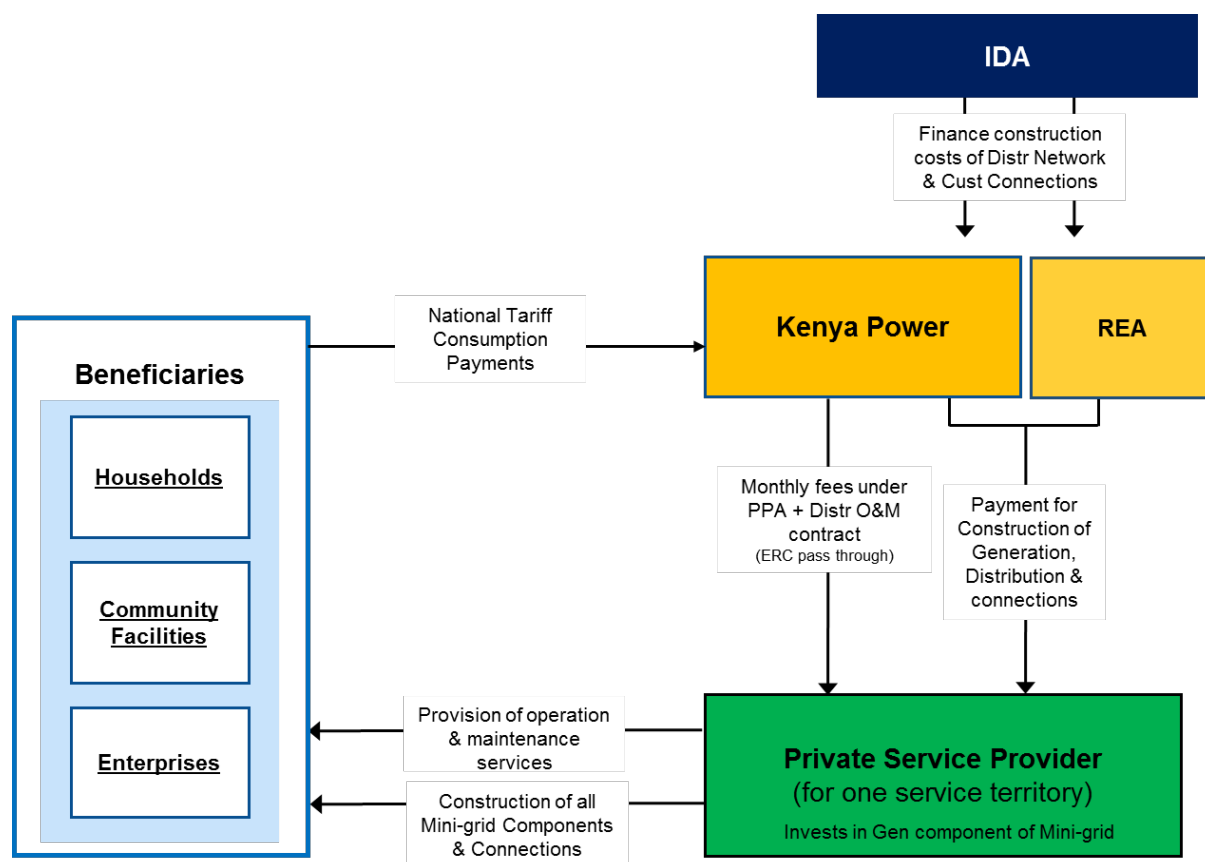 IDA
Finance construction
costs of Distr Network
& Cust Connections
Kenya Power
REA
National Tariff
Consumption
Payments
Beneficiaries
Households
Community
Facilities
Enterprises
Monthly fees under
PPA + Distr O&M
contract
(ERC pass through)
Payment for
Construction of
Generation,
Distribution &
connections
Provision of operation
& maintenance
services
Construction of all
Mini-grid Components
& Connections
Private Service Provider
(for one service territory)
Invests in Gen component of Mini-grid